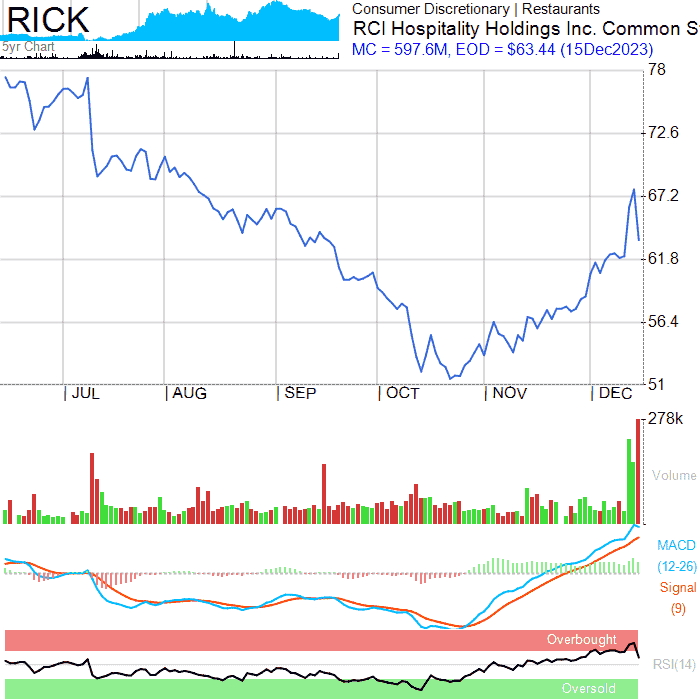 RICK
5yr Chart
Consumer Discretionary | Restaurants
RCI Hospitality Holdings Inc. Common S
MC = 597.6M, EOD = $63.44 (15Dec2023)
78
72.6
67.2
61.8
56.4
51
JUL
AUG
SEP
OCT
NOV
DEC
278k
Volume
MACD
(12-26)
Signal
(9)
Overbought
RSI(14)
Oversold